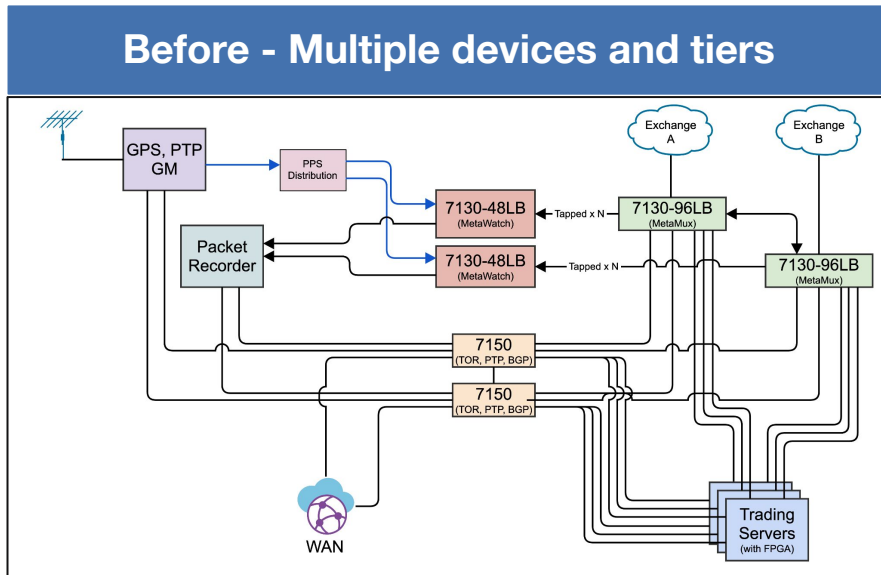 Before - Multiple devices and tiers
GPS, PTP
GM
PPS
Distribution
Exchange
A
Exchange
B
7130-48LB
(MetaWatch)
Tapped x N
7130-96LB
(MetaMux)
Packet
Recorder
7130-48LB
(MetaWatch)
Tapped x N
7130-96LB
(MetaMux)
7150
(TOR, PTP, BGP)
7150
(TOR, PTP, BGP)
WAN
Trading
Servers
(with FPGA)